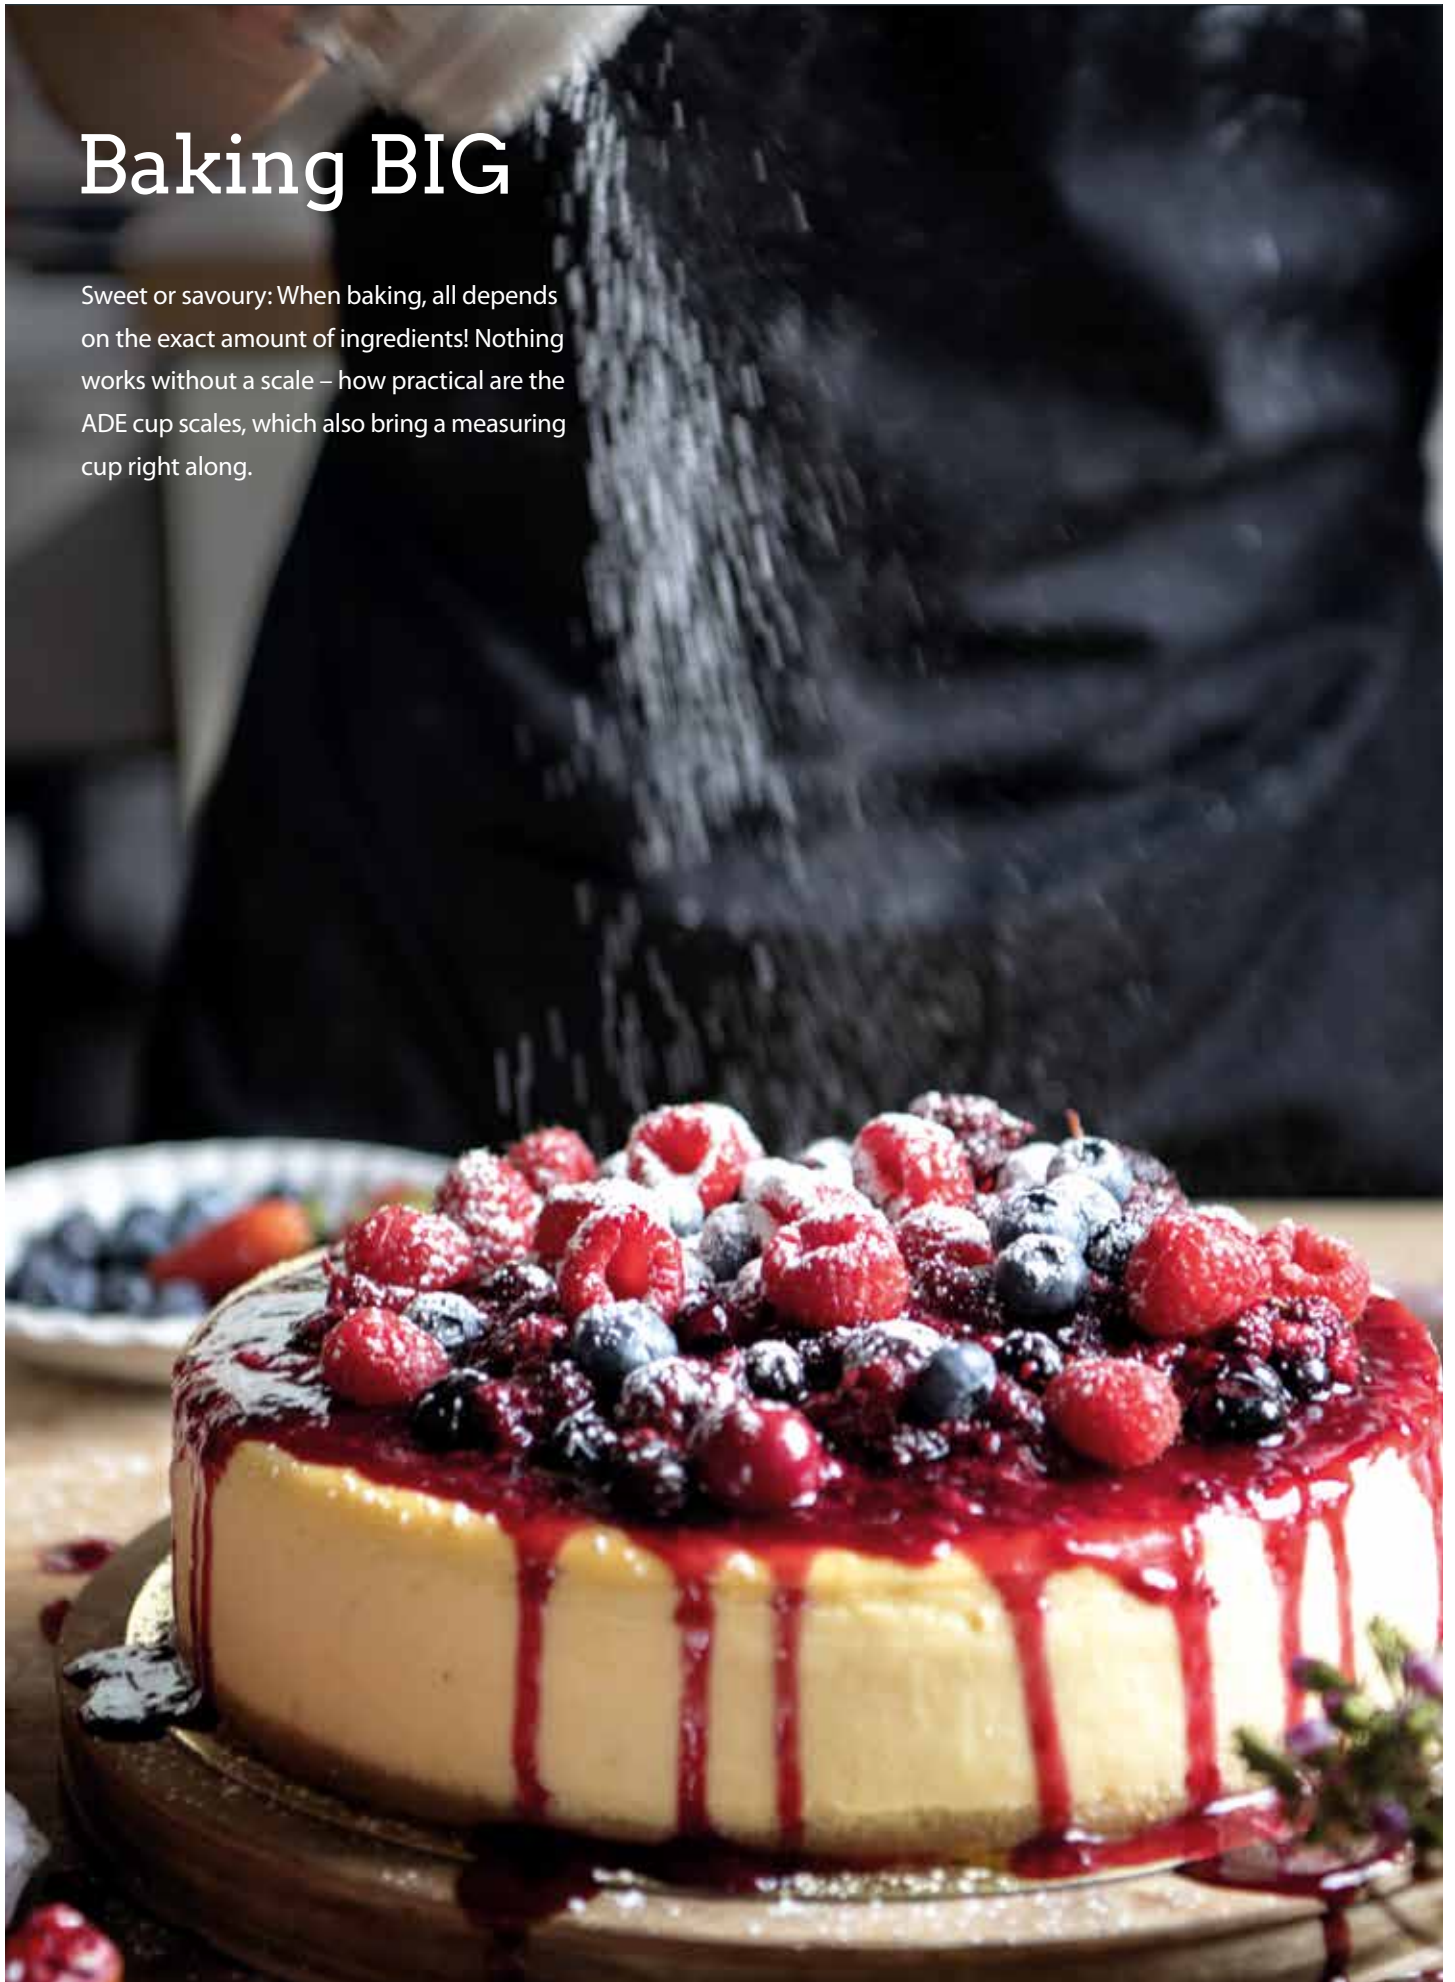 Baking BIG
Sweet or savoury: When baking, all depends
on the exact amount of ingredients! Nothing
works without a scale – how practical are the
ADE cup scales, which also bring a measuring
cup right along.